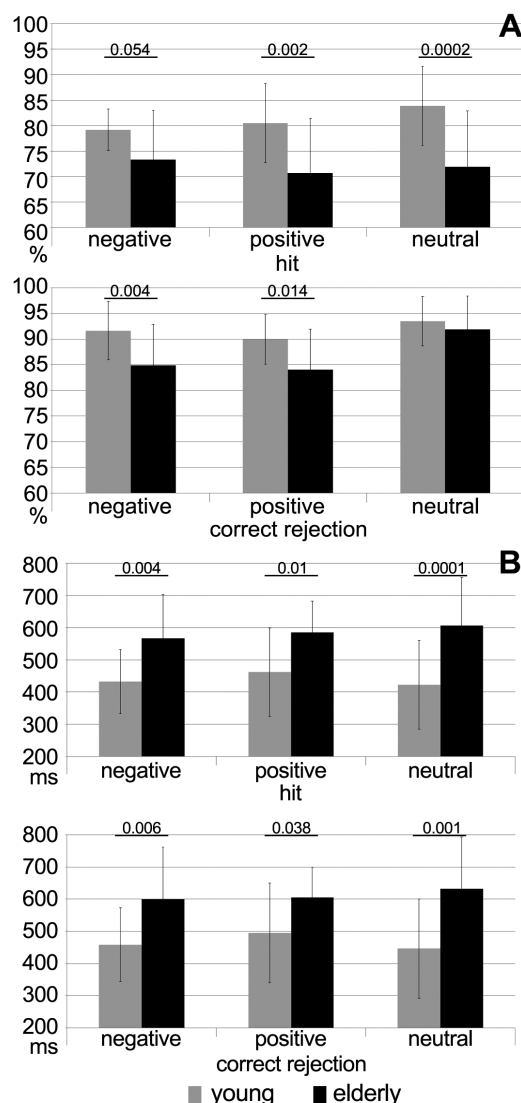 A
100
95
90
85
80
75
70
65
60
%
0.054 0.002 0.0002
negative positive neutral
hit
100
95
90
85
80
75
70
65
60
%
0.004 0.014
negative positive neutral
correct rejection
B
800
700
600
500
400
300
200
ms
0.004 0.01 0.0001
negative positive neutral
hit
800
700
600
500
400
300
200
ms
0.006 0.038 0.001
negative positive neutral
correct rejection
young elderly